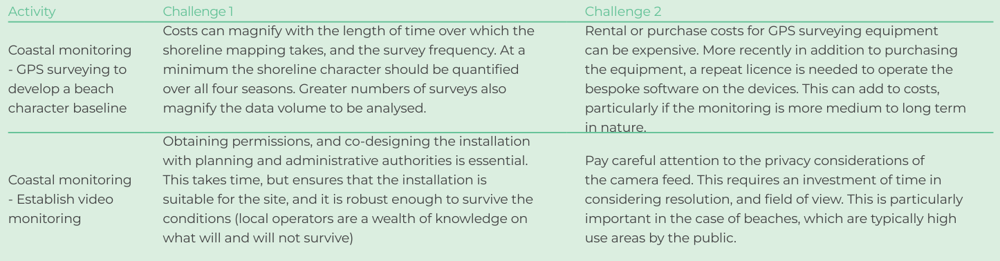 Activity
Challenge 1
Challenge 2
Coastal monitoring
- GPS surveying to
develop a beach
character baseline
Costs can magnify with the length of time over which the
shoreline mapping takes, and the survey frequency. At a
minimum the shoreline character should be quantified
over all four seasons. Greater numbers of surveys also
magnify the data volume to be analysed.
Rental or purchase costs for GPS surveying equipment
can be expensive. More recently in addition to purchasing
the equipment, a repeat licence is needed to operate the
bespoke software on the devices. This can add to costs,
particularly if the monitoring is more medium to long term
in nature.
Coastal monitoring
- Establish video
monitoring
Obtaining permissions, and co-designing the installation
with planning and administrative authorities is essential.
This takes time, but ensures that the installation is
suitable for the site, and it is robust enough to survive the
conditions (local operators are a wealth of knowledge on
what will and will not survive)
Pay careful attention to the privacy considerations of
the camera feed. This requires an investment of time in
considering resolution, and field of view. This is particularly
important in the case of beaches, which are typically high
use areas by the public.